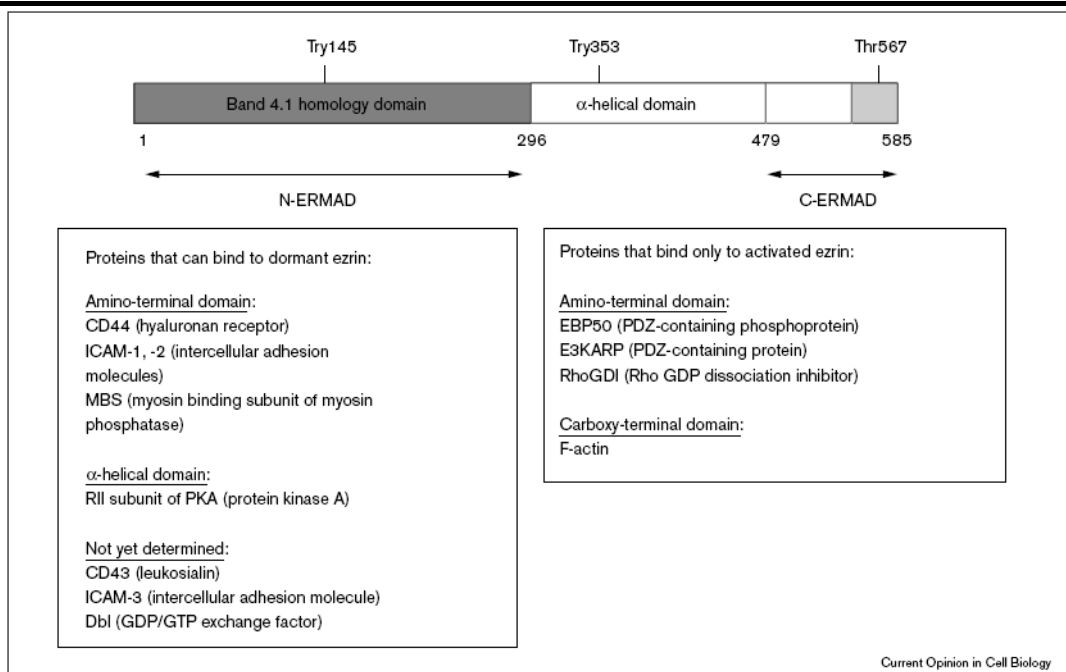 Try145 Try353 Thr567
Band 4.1 homology domain α-helical domain
1 296 479 585
N-ERMAD C-ERMAD
Proteins that can bind to dormant ezrin:
Amino-terminal domain:
CD44 (hyaluronan receptor)
ICAM-1, -2 (intercellular adhesion
molecules)
MBS (myosin binding subunit of myosin
phosphatase)
α-helical domain:
RII subunit of PKA (protein kinase A)
Not yet determined:
CD43 (leukosialin)
ICAM-3 (intercellular adhesion molecule)
Dbl (GDP/GTP exchange factor)
Proteins that bind only to activated ezrin:
Amino-terminal domain:
EBP50 (PDZ-containing phosphoprotein)
E3KARP (PDZ-containing protein)
RhoGDI (Rho GDP dissociation inhibitor)
Carboxy-terminal domain:
F-actin
Current Opinion in Cell Biology